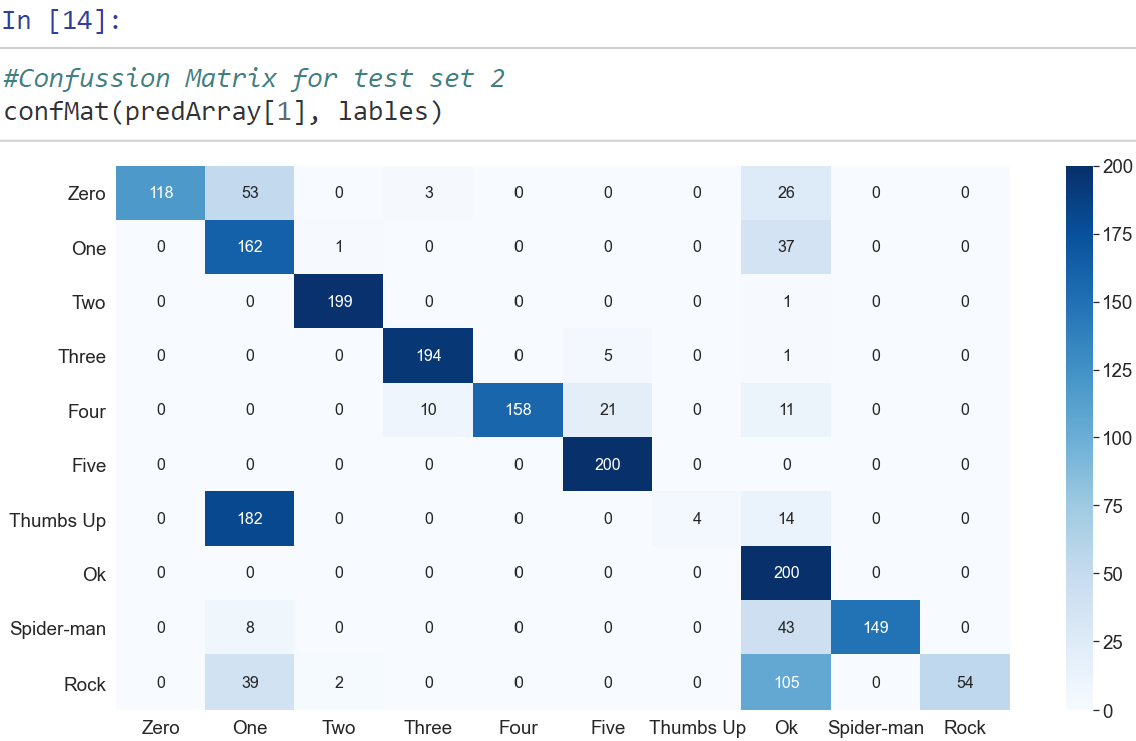 In [14]:
#Confussion Matrix for test set 2
confMat(predArray[1], lables)
Zero 118 53 0 3 0 0 0 26 0 0
One 0 162 1 0 0 0 0 37 0 0
Two 0 0 199 0 0 0 0 1 0 0
Three 0 0 0 194 0 5 0 1 0 0
Four 0 0 0 10 158 21 0 11 0 0
Five 0 0 0 0 0 200 0 0 0 0
Thumbs Up 0 182 0 0 0 0 4 14 0 0
Ok 0 0 0 0 0 0 0 200 0 0
Spider-man 0 8 0 0 0 0 0 43 149 0
Rock 0 39 2 0 0 0 0 105 0 54
Zero One Two Three Four Five Thumbs Up Ok Spider-man Rock
200
175
150
125
100
75
50
25
0